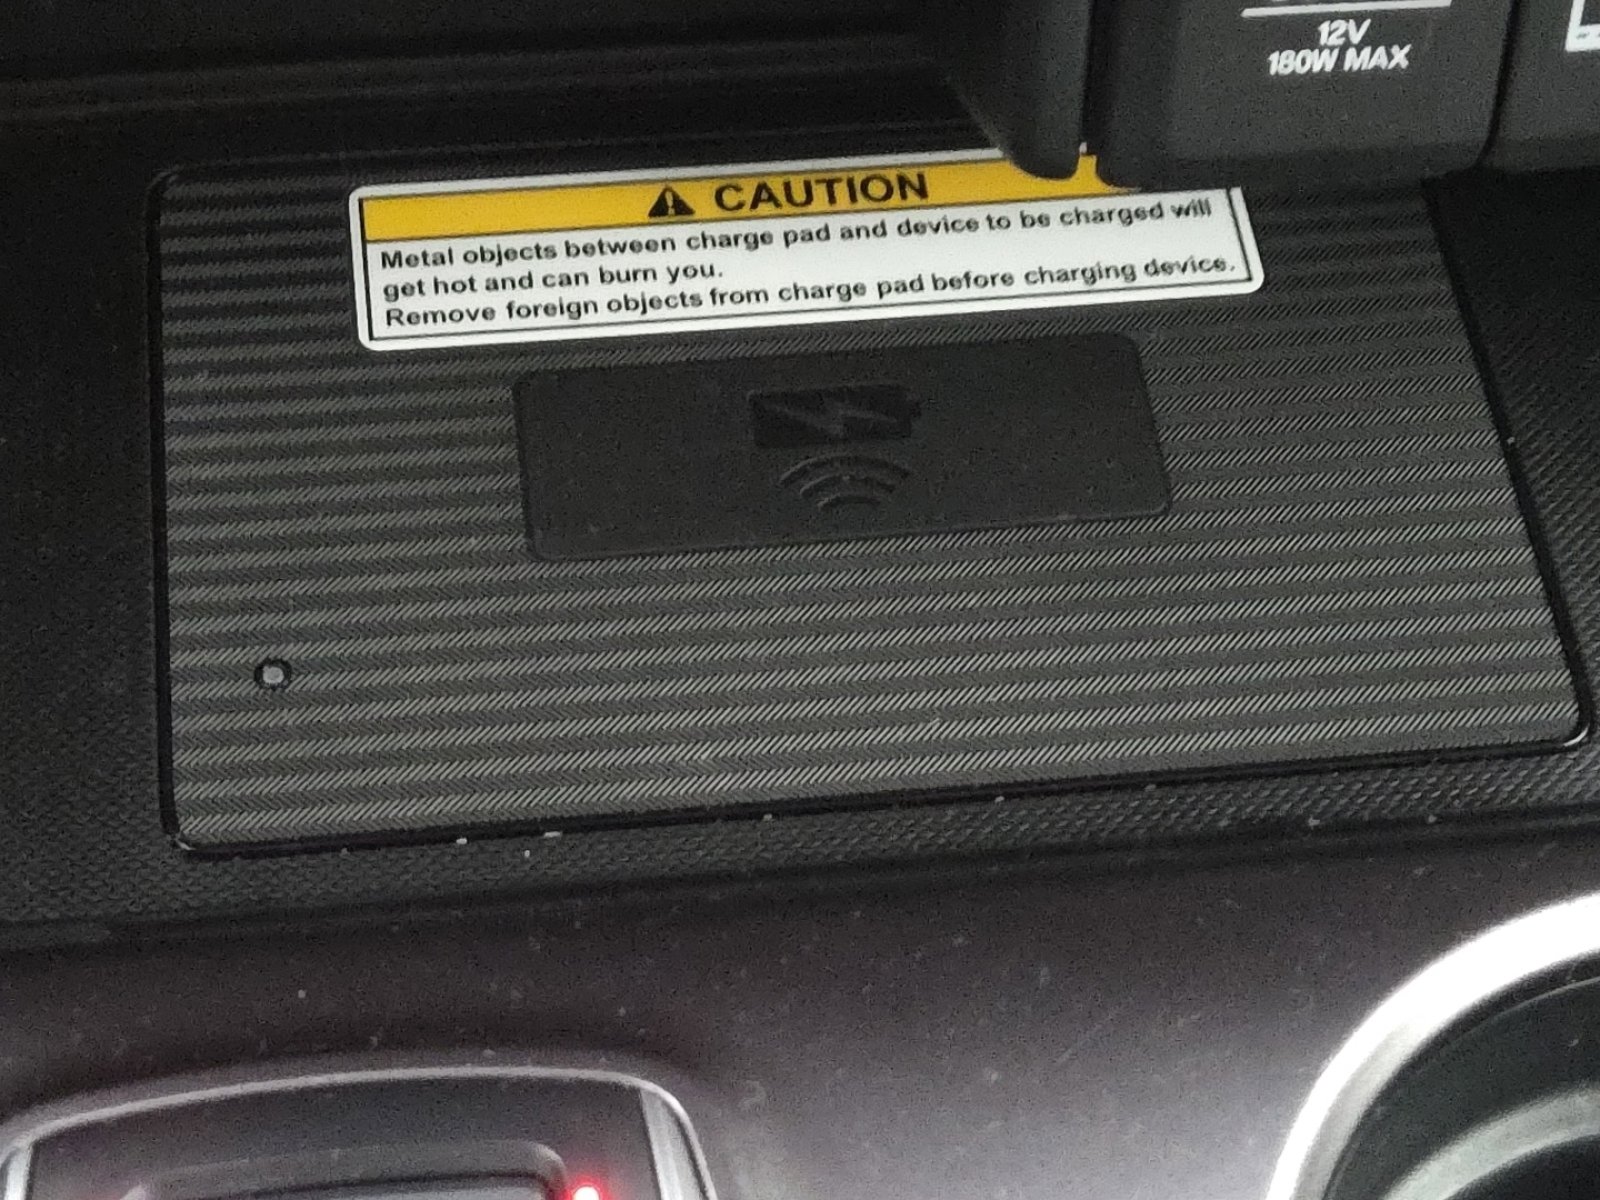 12V
180W MAX
CAUTION
Metal objects between charge pad and device to be charged will
get hot and can burn you.
Remove foreign objects from charge pad before charging device.